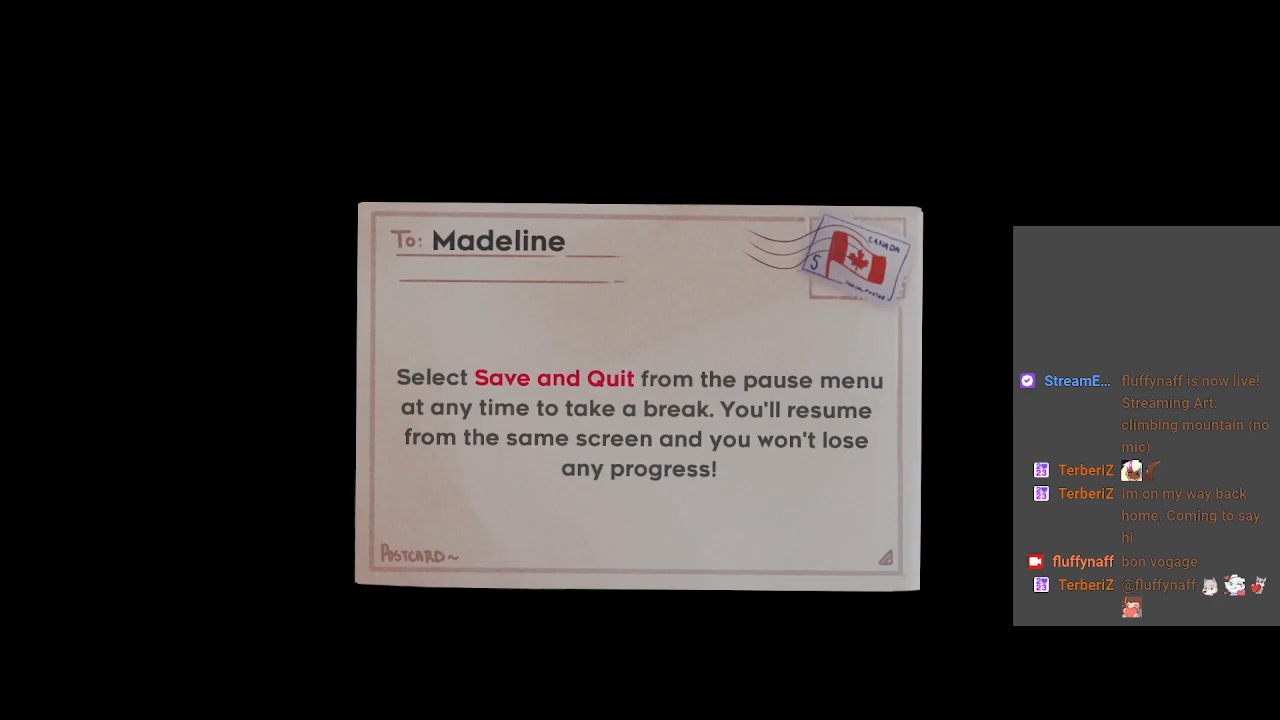 To: Madeline
CANADA
5
Select Save and Quit from the pause menu
at any time to take a break. You'll resume
from the same screen and you won't lose
any progress!
POSTCARD~
StreamE... fluffynaff is now live!
Streaming Art:
climbing mountain (no
mic)
TerberiZ
TerberiZ Im on my way back
home. Coming to say
hi
fluffynaff bon vogage
TerberiZ @fluffynaff